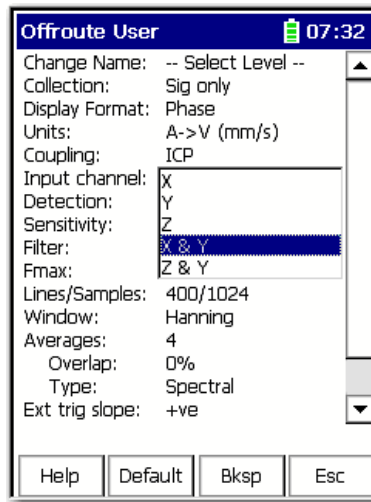 Offroute User 07:32
Change Name: -- Select Level --
Collection: Sig only
Display Format: Phase
Units: A->V (mm/s)
Coupling: ICP
Input channel: X
Detection: Y
Sensitivity: Z
Filter: X & Y
Fmax: Z & Y
Lines/Samples: 400/1024
Window: Hanning
Averages: 4
Overlap: 0%
Type: Spectral
Ext trig slope: +ve
Help Default Bksp Esc